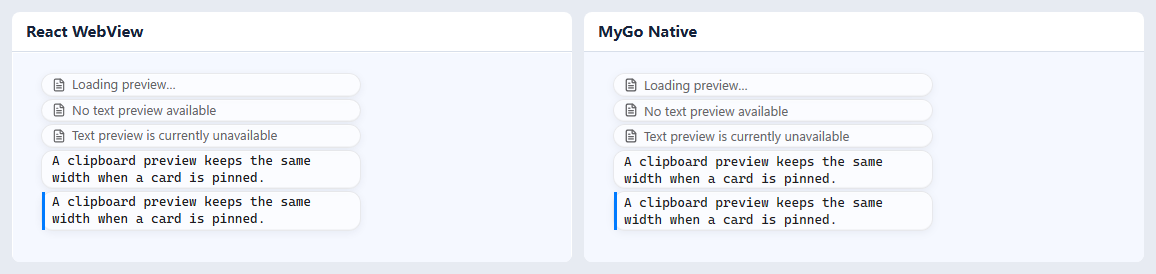 React WebView
Loading preview...
No text preview available
Text preview is currently unavailable
A clipboard preview keeps the same
width when a card is pinned.
A clipboard preview keeps the same
width when a card is pinned.
MyGo Native
Loading preview...
No text preview available
Text preview is currently unavailable
A clipboard preview keeps the same
width when a card is pinned.
A clipboard preview keeps the same
width when a card is pinned.